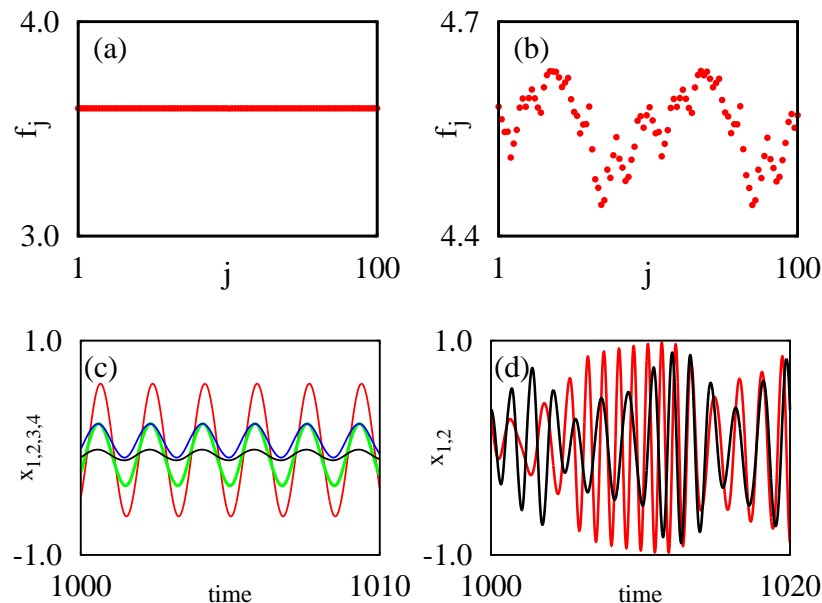 4.0
(a)
f_j
3.0
1
j
100
4.7
(b)
f_j
4.4
1
j
100
1.0
(c)
x_{1,2,3,4}
-1.0
1000
time
1010
1.0
(d)
x_{1,2}
-1.0
1000
time
1020